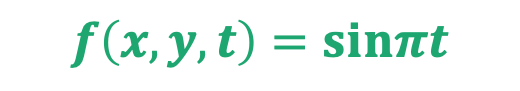 f(x, y, t) = sinπt